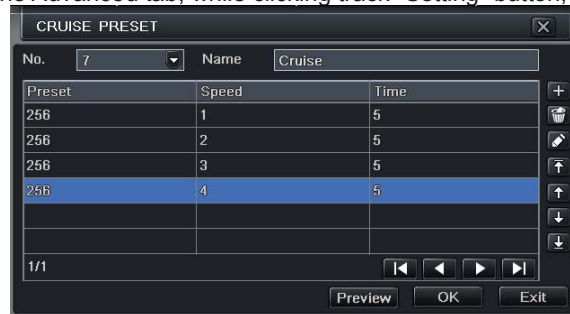 he Advanced tab, while clicking track "Setting" button,
CRUISE PRESET
No. 7 Name Cruise
Preset Speed Time
256 1 5
256 2 5
256 3 5
256 4 5
1/1
Preview OK Exit